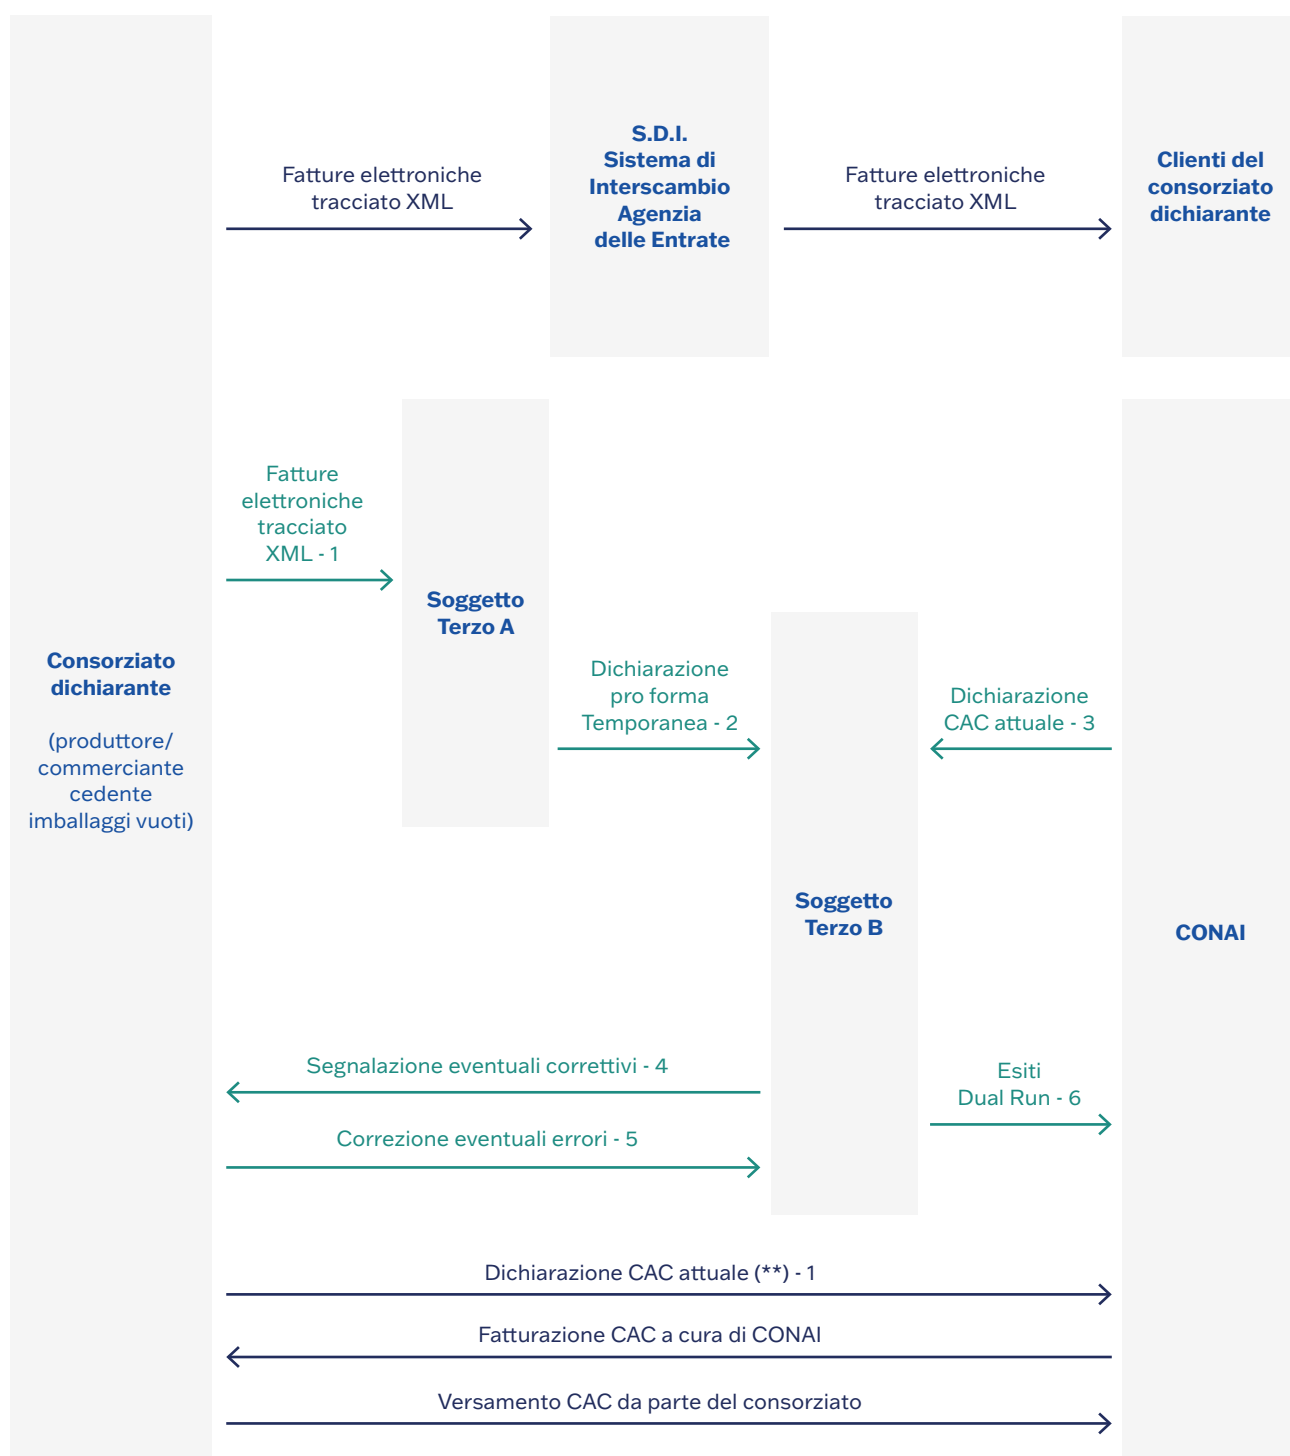 Fatture elettroniche
tracciato XML
S.D.I.
Sistema di
Interscambio
Agenzia
delle Entrate
Fatture elettroniche
tracciato XML
Clienti del
consorziato
dichiarante
Fatture
elettroniche
tracciato
XML - 1
Soggetto
Terzo A
Consorziato
dichiarante
(produttore/
commerciante
cedente
imballaggi vuoti)
Dichiarazione
pro forma
Temporanea - 2
Dichiarazione
CAC attuale - 3
Soggetto
Terzo B
CONAI
Segnalazione eventuali correttivi - 4
Esiti
Dual Run - 6
Correzione eventuali errori - 5
Dichiarazione CAC attuale (**) - 1
Fatturazione CAC a cura di CONAI
Versamento CAC da parte del consorziato